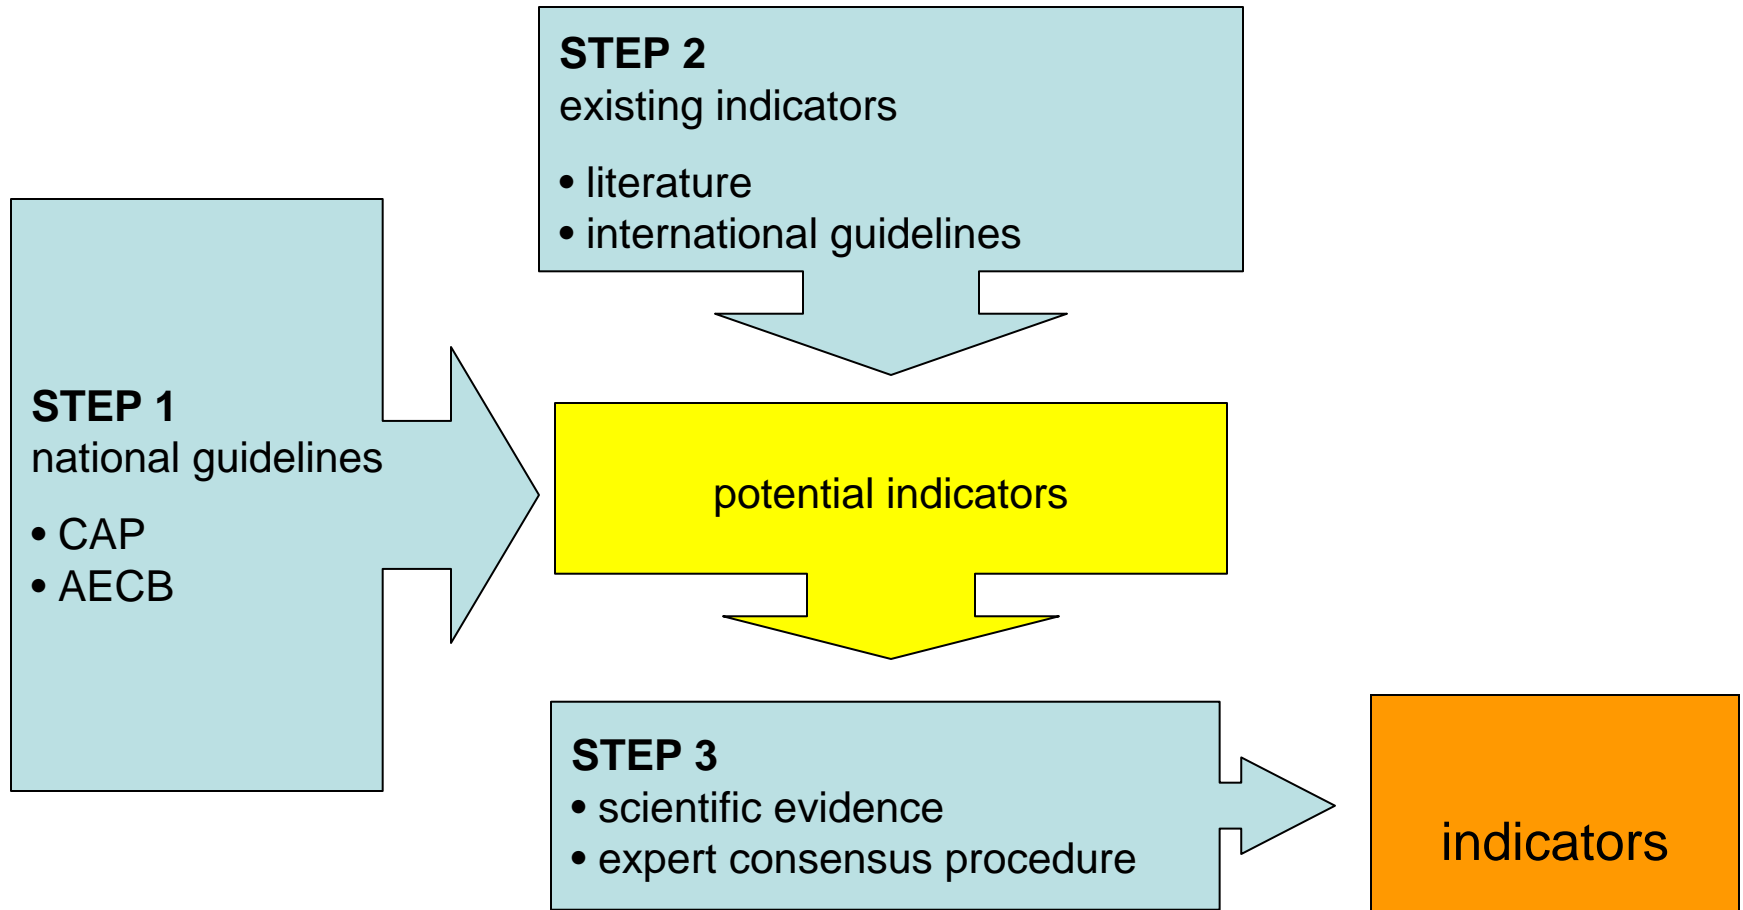 STEP 2
existing indicators
• literature
• international guidelines
STEP 1
national guidelines
• CAP
• AECB
potential indicators
STEP 3
• scientific evidence
• expert consensus procedure
indicators